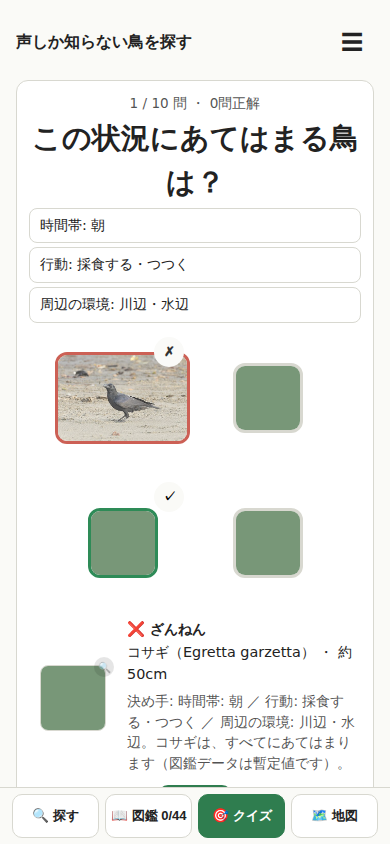 声しか知らない鳥を探す
1 / 10 問 ・ 0問正解
この状況にあてはまる鳥
は？
時間帯: 朝
行動: 採食する・つつく
周辺の環境: 川辺・水辺
✗
✓
❌ ざんねん
コサギ（Egretta garzetta） ・ 約
50cm
決め手: 時間帯: 朝 ／ 行動: 採食す
る・つつく ／ 周辺の環境: 川辺・水
辺。コサギは、すべてにあてはまり
ます（図鑑データは暫定値です）。
🔍 探す
📖 図鑑 0/44
🎯 クイズ
🗺️ 地図